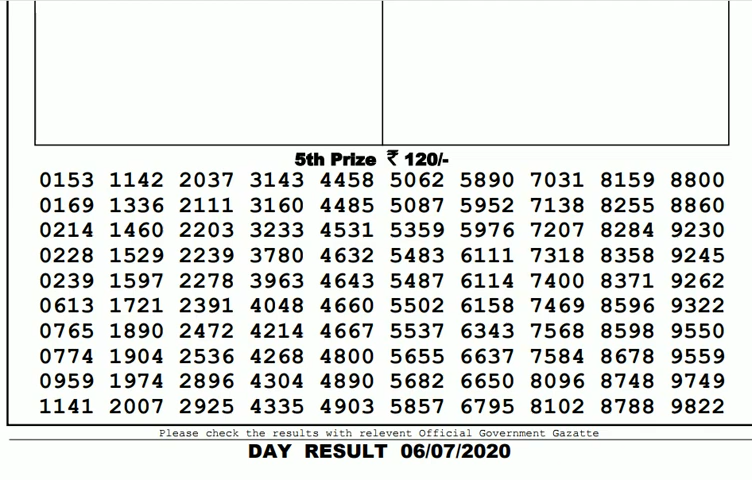 5th Prize ₹ 120/-
0153 1142 2037 3143 4458 5062 5890 7031 8159 8800
0169 1336 2111 3160 4485 5087 5952 7138 8255 8860
0214 1460 2203 3233 4531 5359 5976 7207 8284 9230
0228 1529 2239 3780 4632 5483 6111 7318 8358 9245
0239 1597 2278 3963 4643 5487 6114 7400 8371 9262
0613 1721 2391 4048 4660 5502 6158 7469 8596 9322
0765 1890 2472 4214 4667 5537 6343 7568 8598 9550
0774 1904 2536 4268 4800 5655 6637 7584 8678 9559
0959 1974 2896 4304 4890 5682 6650 8096 8748 9749
1141 2007 2925 4335 4903 5857 6795 8102 8788 9822
Please check the results with relevent Official Government Gazatte
DAY RESULT 06/07/2020